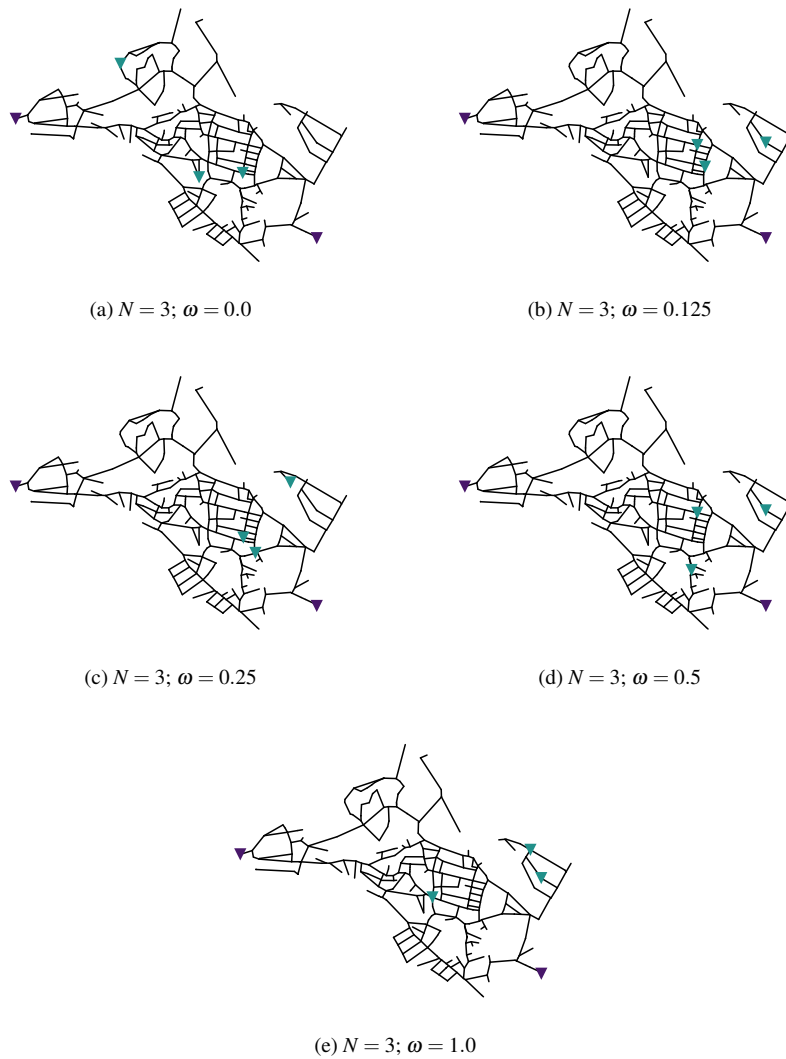 (a) N = 3; ω = 0.0
(b) N = 3; ω = 0.125
(c) N = 3; ω = 0.25
(d) N = 3; ω = 0.5
(e) N = 3; ω = 1.0